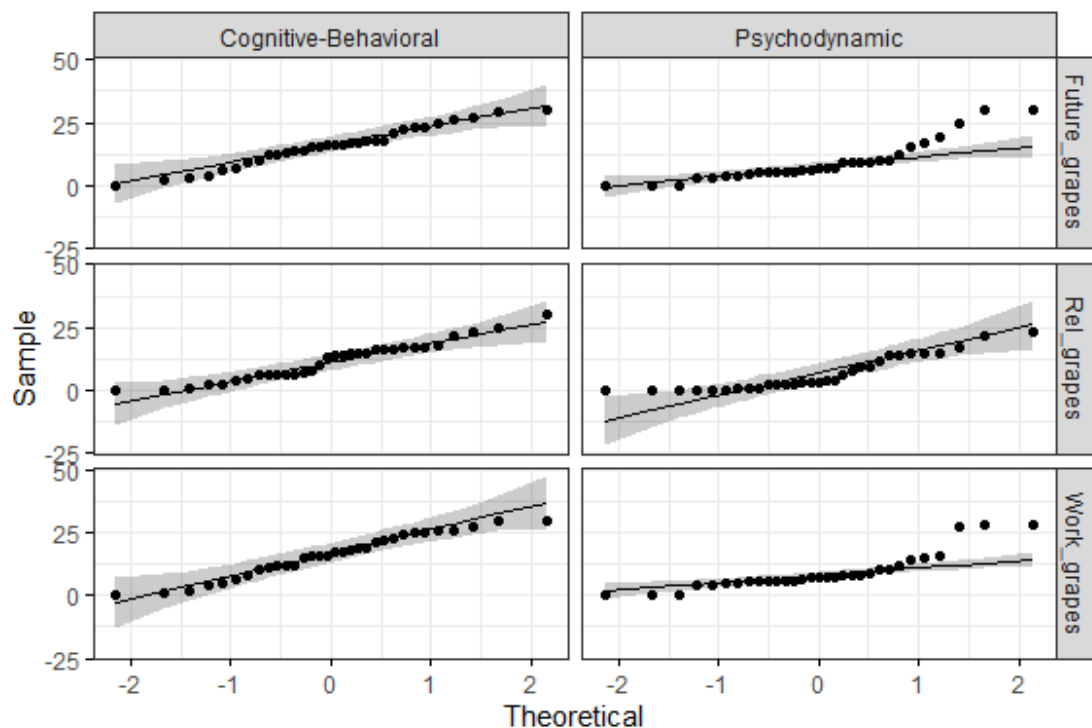 Cognitive-Behavioral
Psychodynamic
50
25
0
-25
Future_grapes
50
25
0
-25
Rel_grapes
50
25
0
-25
Work_grapes
Sample
-2 -1 0 1 2
-2 -1 0 1 2
Theoretical